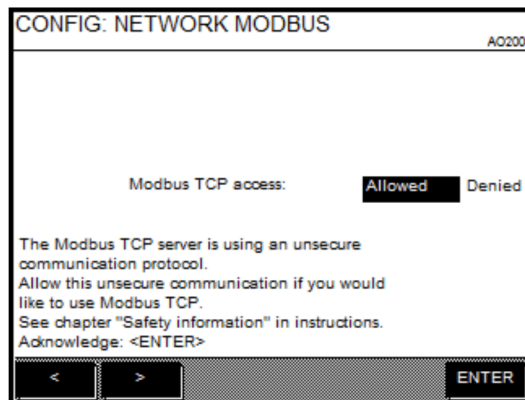 CONFIG: NETWORK MODBUS
AO200
Modbus TCP access: Allowed Denied
The Modbus TCP server is using an unsecure
communication protocol.
Allow this unsecure communication if you would
like to use Modbus TCP.
See chapter "Safety information" in instructions.
Acknowledge: <ENTER>
< > ENTER